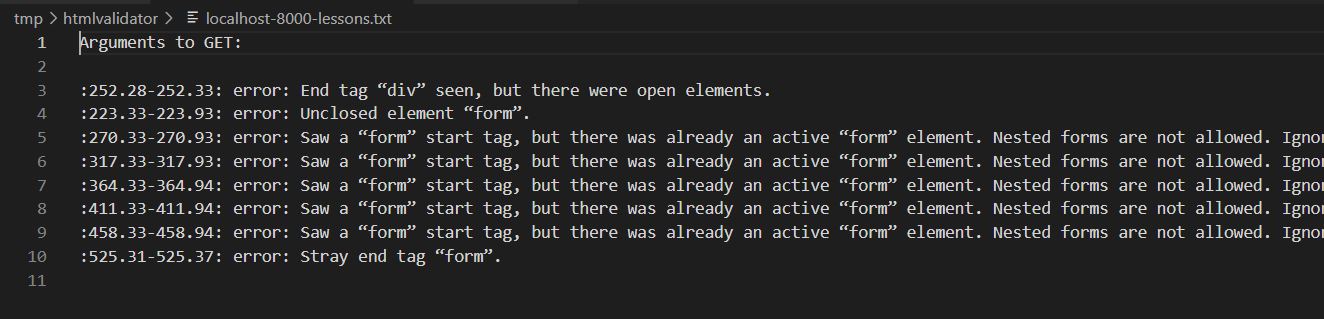 tmp > htmlvalidator > localhost-8000-lessons.txt
1 Arguments to GET:
2
3 :252.28-252.33: error: End tag “div” seen, but there were open elements.
4 :223.33-223.93: error: Unclosed element “form”.
5 :270.33-270.93: error: Saw a “form” start tag, but there was already an active “form” element. Nested forms are not allowed. Ignor
6 :317.33-317.93: error: Saw a “form” start tag, but there was already an active “form” element. Nested forms are not allowed. Ignor
7 :364.33-364.94: error: Saw a “form” start tag, but there was already an active “form” element. Nested forms are not allowed. Ignor
8 :411.33-411.94: error: Saw a “form” start tag, but there was already an active “form” element. Nested forms are not allowed. Ignor
9 :458.33-458.94: error: Saw a “form” start tag, but there was already an active “form” element. Nested forms are not allowed. Ignor
10 :525.31-525.37: error: Stray end tag “form”.
11